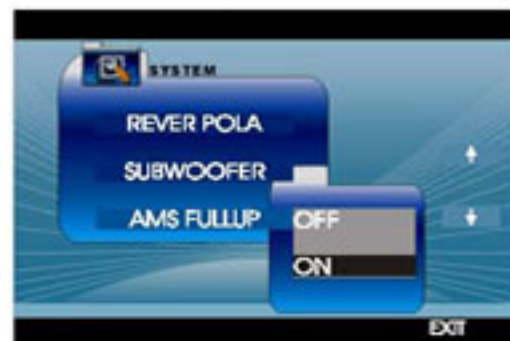 SYSTEM
REVER POLA
SUBWOOFER
AMS FULLUP
OFF
ON
EXIT